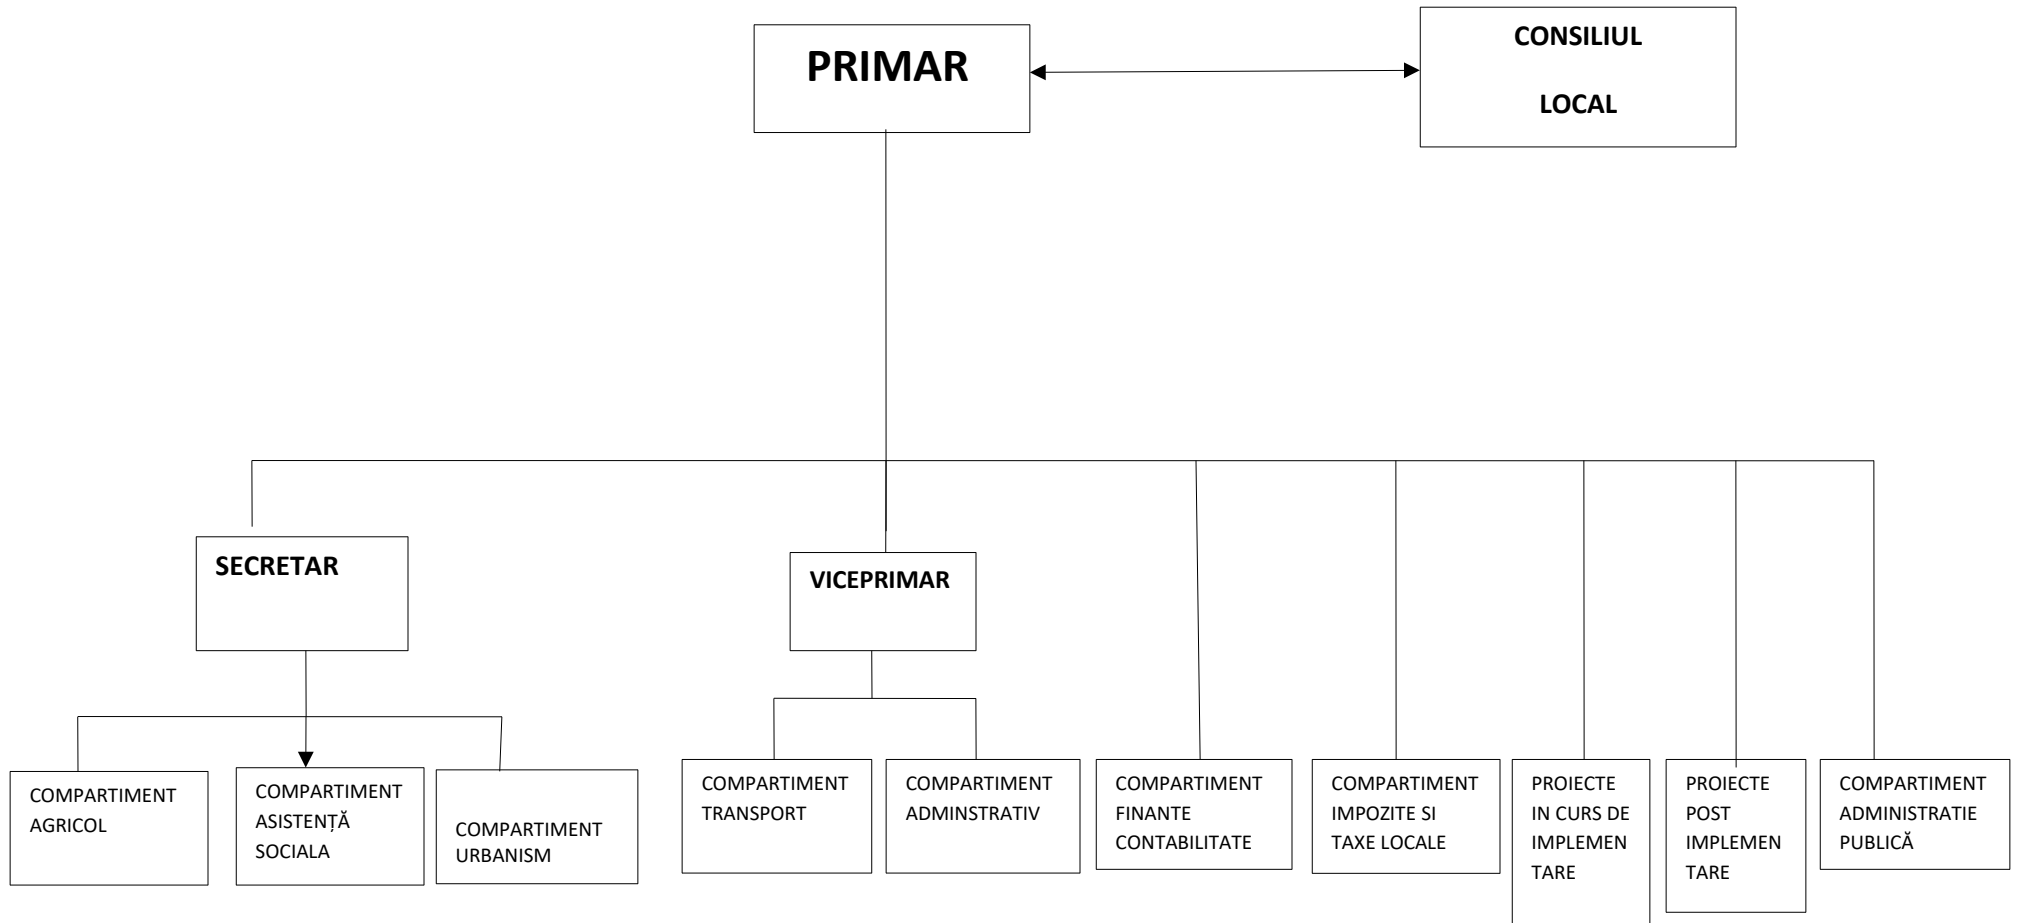 PRIMAR
CONSILIUL
LOCAL
SECRETAR
VICEPRIMAR
COMPARTIMENT
AGRICOL
COMPARTIMENT
ASISTENȚĂ
SOCIALA
COMPARTIMENT
URBANISM
COMPARTIMENT
TRANSPORT
COMPARTIMENT
ADMINSTRATIV
COMPARTIMENT
FINANTE
CONTABILITATE
COMPARTIMENT
IMPOZITE SI
TAXE LOCALE
PROIECTE
IN CURS DE
IMPLEMEN
TARE
PROIECTE
POST
IMPLEMEN
TARE
COMPARTIMENT
ADMINISTRATIE
PUBLICĂ